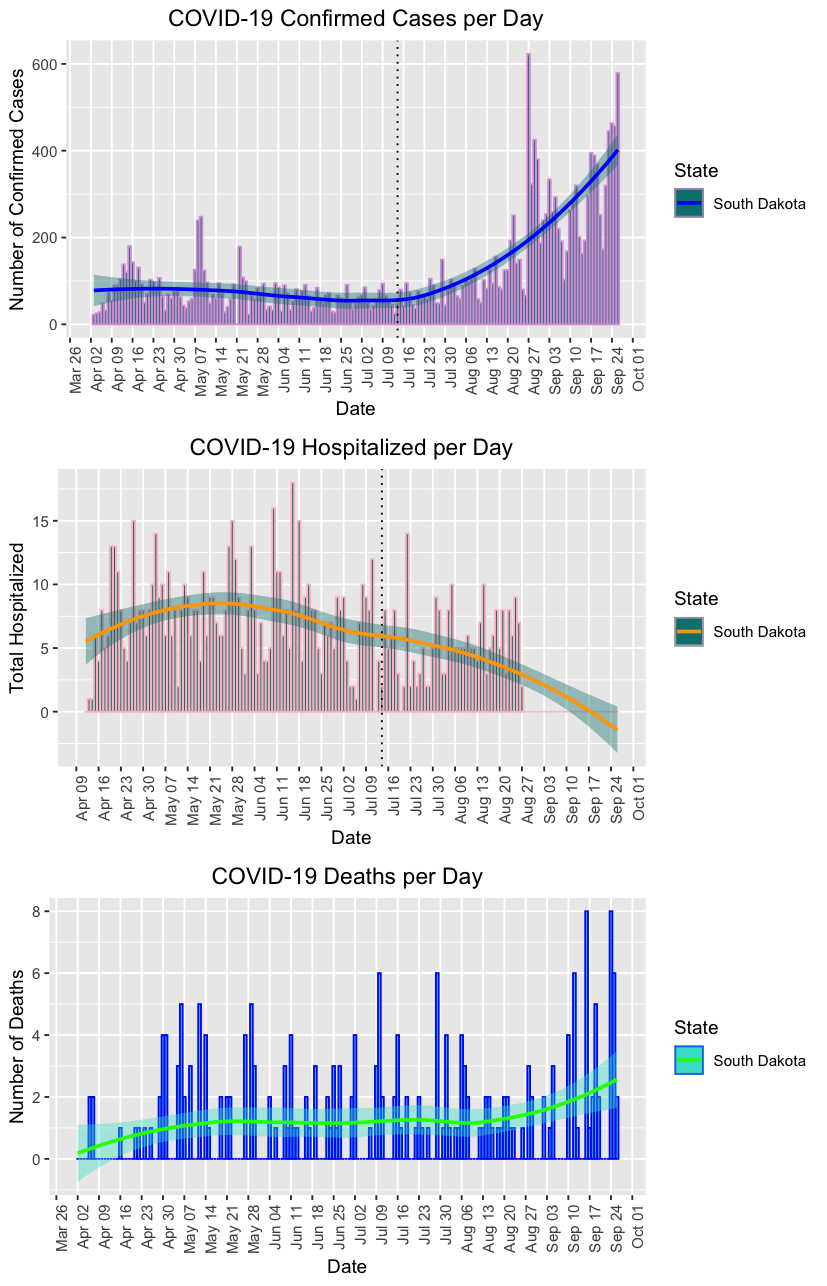 COVID-19 Confirmed Cases per Day
Number of Confirmed Cases
600
400
200
0
Mar 26
Apr 02
Apr 09
Apr 16
Apr 23
Apr 30
May 07
May 14
May 21
May 28
Jun 04
Jun 11
Jun 18
Jun 25
Jul 02
Jul 09
Jul 16
Jul 23
Jul 30
Aug 06
Aug 13
Aug 20
Aug 27
Sep 03
Sep 10
Sep 17
Sep 24
Oct 01
Date
State
South Dakota
COVID-19 Hospitalized per Day
Total Hospitalized
15
10
5
0
Apr 09
Apr 16
Apr 23
Apr 30
May 07
May 14
May 21
May 28
Jun 04
Jun 11
Jun 18
Jun 25
Jul 02
Jul 09
Jul 16
Jul 23
Jul 30
Aug 06
Aug 13
Aug 20
Aug 27
Sep 03
Sep 10
Sep 17
Sep 24
Oct 01
Date
State
South Dakota
COVID-19 Deaths per Day
Number of Deaths
8
6
4
2
0
Mar 26
Apr 02
Apr 09
Apr 16
Apr 23
Apr 30
May 07
May 14
May 21
May 28
Jun 04
Jun 11
Jun 18
Jun 25
Jul 02
Jul 09
Jul 16
Jul 23
Jul 30
Aug 06
Aug 13
Aug 20
Aug 27
Sep 03
Sep 10
Sep 17
Sep 24
Oct 01
Date
State
South Dakota